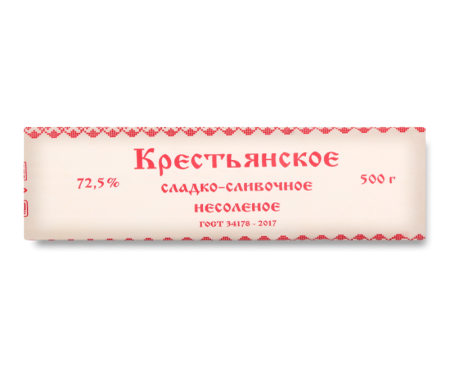 Крестьянское
72,5%
сладко-сливочное
500 г
несоленое
ГОСТ 34178 - 2017